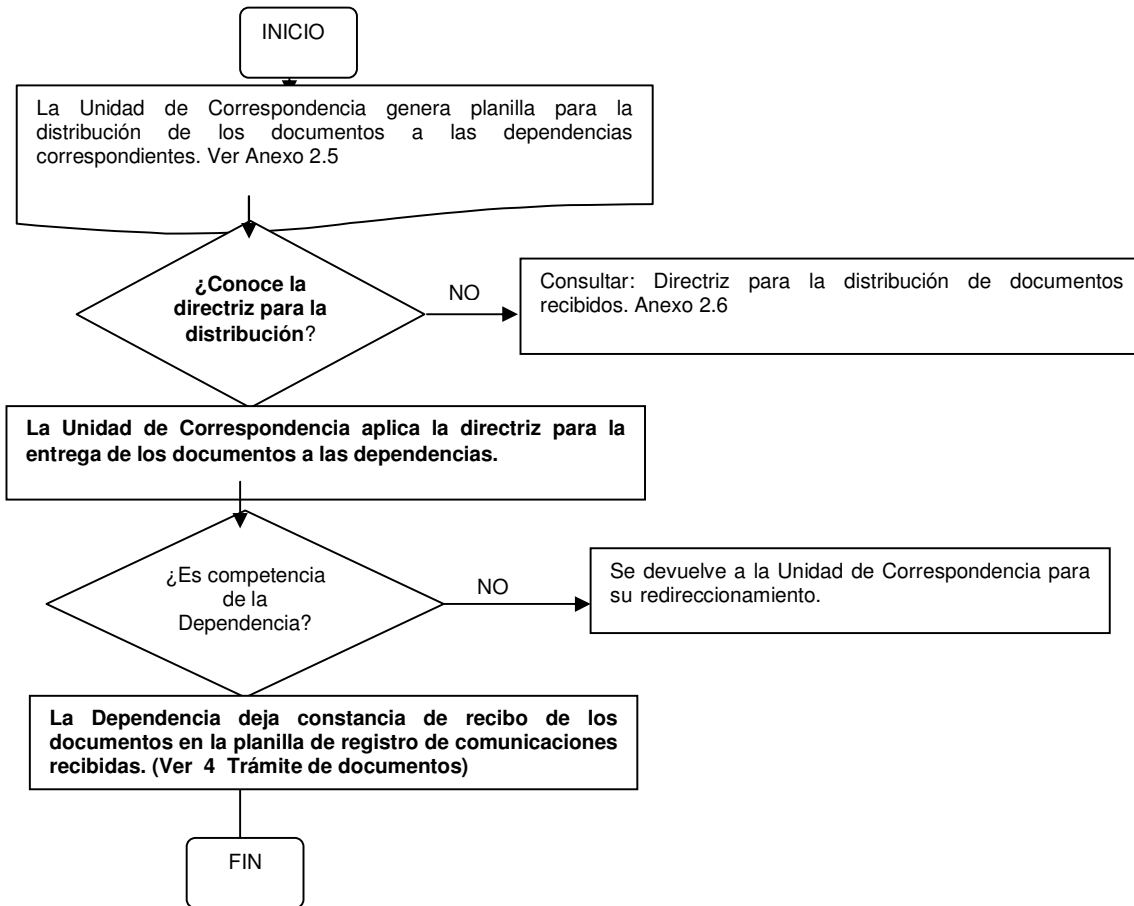 INICIO
La Unidad de Correspondencia genera planilla para la
distribución de los documentos a las dependencias
correspondientes. Ver Anexo 2.5
¿Conoce la
directriz para la
distribución?
NO
Consultar: Directriz para la distribución de documentos
recibidos. Anexo 2.6
La Unidad de Correspondencia aplica la directriz para la
entrega de los documentos a las dependencias.
¿Es competencia
de la
Dependencia?
NO
Se devuelve a la Unidad de Correspondencia para
su redireccionamiento.
La Dependencia deja constancia de recibo de los
documentos en la planilla de registro de comunicaciones
recibidas. (Ver 4 Trámite de documentos)
FIN